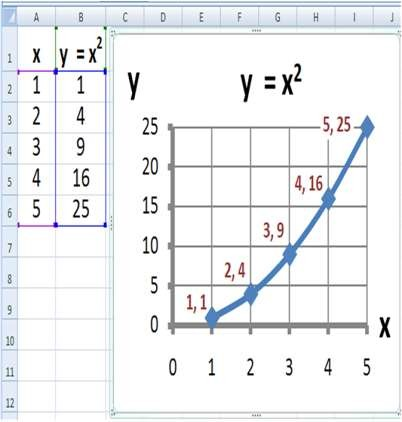 A B C D E F G H I J
1 x y = x²
2 1 1
3 2 4
4 3 9
5 4 16
6 5 25
7
8
9
10
11
12
y y = x²
25 5, 25
20
4, 16
15
3, 9
10
2, 4
5
1, 1
0 x
0 1 2 3 4 5